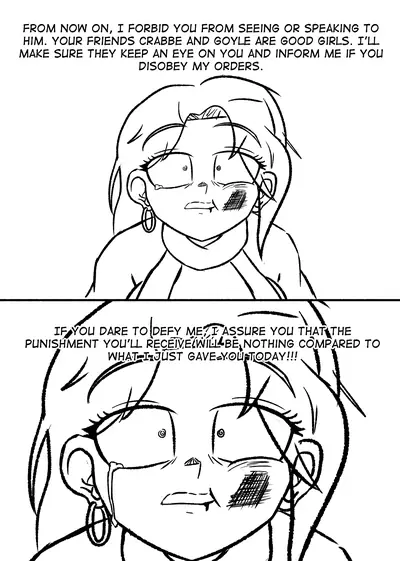 FROM NOW ON, I FORBID YOU FROM SEEING OR SPEAKING TO
HIM. YOUR FRIENDS CRABBE AND GOYLE ARE GOOD GIRLS. I'LL
MAKE SURE THEY KEEP AN EYE ON YOU AND INFORM ME IF YOU
DISOBEY MY ORDERS.
IF YOU DARE TO DEFY ME, I ASSURE YOU THAT THE
PUNISHMENT YOU'LL RECEIVE WILL BE NOTHING COMPARED TO
WHAT I JUST GAVE YOU TODAY!!!